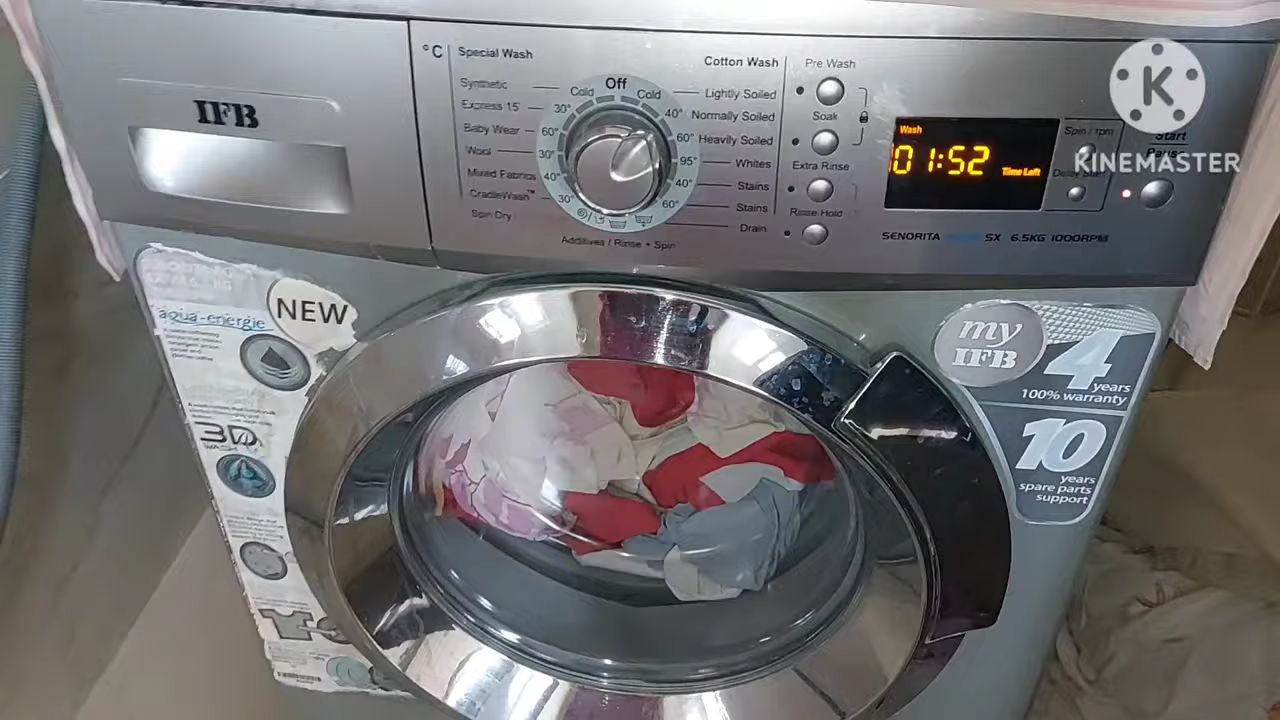 IFB
°C
Special Wash
Synthetic
Express 15'
Baby Wear
Wool
Mixed Fabrics
CradleWash™
Spin Dry
Off
Cold
30°
60°
30°
40°
30°
Cold
40°
60°
95°
40°
60°
Additives / Rinse + Spin
Cotton Wash
Lightly Soiled
Normally Soiled
Heavily Soiled
Whites
Stains
Stains
Drain
Pre Wash
Soak
Extra Rinse
Rinse Hold
Wash
01:52
Time Left
Spin / rpm
Delay Start
Start
K
KINEMASTER
SENORITA SX 6.5KG 1000RPM
NEW
aqua-energie
3D
WASH
my
IFB
4
years
100% warranty
10
years
spare parts
support